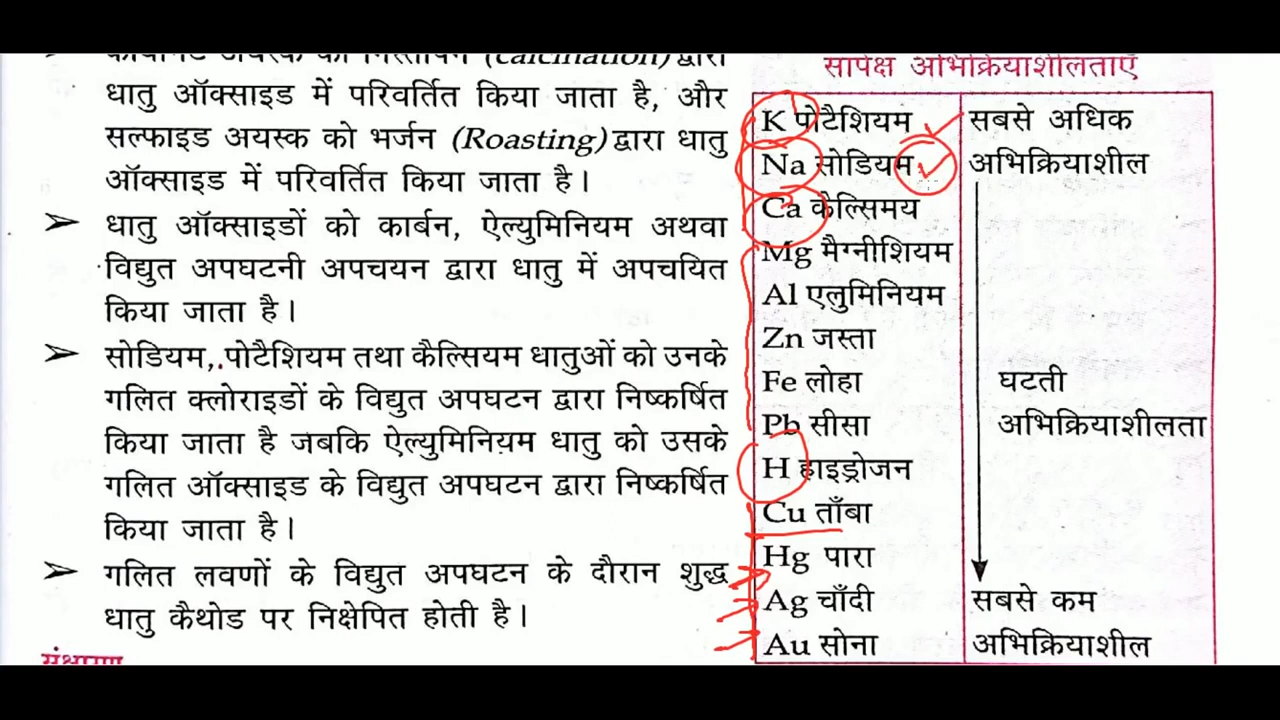 द्वारा
धातु ऑक्साइड में परिवर्तित किया जाता है, और
सल्फाइड अयस्क को भर्जन (Roasting) द्वारा धातु
ऑक्साइड में परिवर्तित किया जाता है।
➢ धातु ऑक्साइडों को कार्बन, ऐल्युमिनियम अथवा
विद्युत अपघटनी अपचयन द्वारा धातु में अपचयित
किया जाता है।
➢ सोडियम, पोटैशियम तथा कैल्सियम धातुओं को उनके
गलित क्लोराइडों के विद्युत अपघटन द्वारा निष्कर्षित
किया जाता है जबकि ऐल्युमिनियम धातु को उसके
गलित ऑक्साइड के विद्युत अपघटन द्वारा निष्कर्षित
किया जाता है।
➢ गलित लवणों के विद्युत अपघटन के दौरान शुद्ध
धातु कैथोड पर निक्षेपित होती है।
सापेक्ष अभिक्रियाशीलताएँ
K पोटैशियम सबसे अधिक
Na सोडियम अभिक्रियाशील
Ca केल्सिमय
Mg मैग्नीशियम
Al एलुमिनियम
Zn जस्ता
Fe लोहा घटती
Pb सीसा अभिक्रियाशीलता
H हाइड्रोजन
Cu ताँबा
Hg पारा
Ag चाँदी सबसे कम
Au सोना अभिक्रियाशील